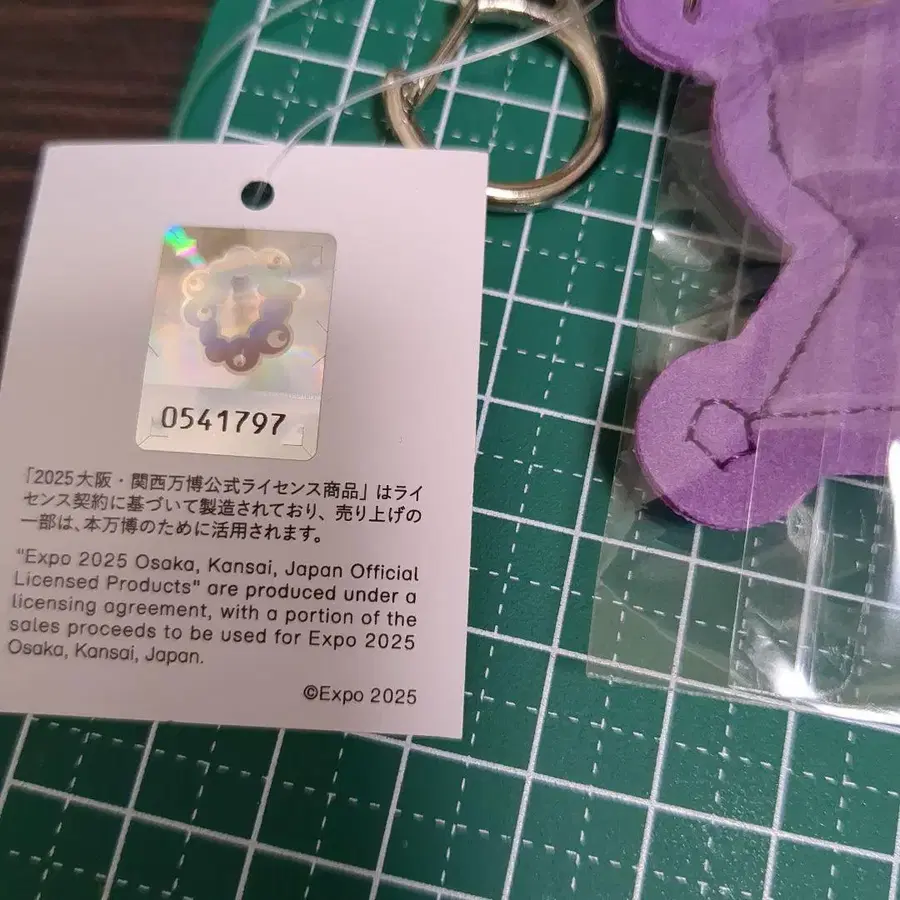 0541797
「2025大阪・関西万博公式ライセンス商品」はライ
センス契約に基づいて製造されており、売り上げの
一部は、本万博のために活用されます。
"Expo 2025 Osaka, Kansai, Japan Official
Licensed Products" are produced under a
licensing agreement, with a portion of the
sales proceeds to be used for Expo 2025
Osaka, Kansai, Japan.
©Expo 2025